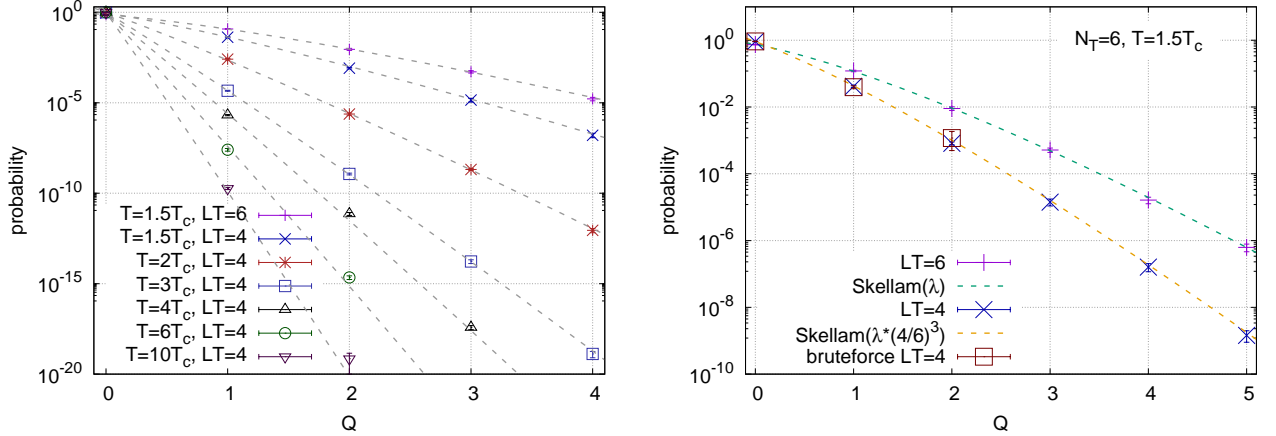 10^0
10^-5
10^-10
10^-15
10^-20
probability
T=1.5T_c, LT=6
T=1.5T_c, LT=4
T=2T_c, LT=4
T=3T_c, LT=4
T=4T_c, LT=4
T=6T_c, LT=4
T=10T_c, LT=4
0 1 2 3 4
Q
10^0
10^-2
10^-4
10^-6
10^-8
10^-10
probability
N_T=6, T=1.5T_c
LT=6
Skellam(λ)
LT=4
Skellam(λ*(4/6)^3)
bruteforce LT=4
0 1 2 3 4 5
Q